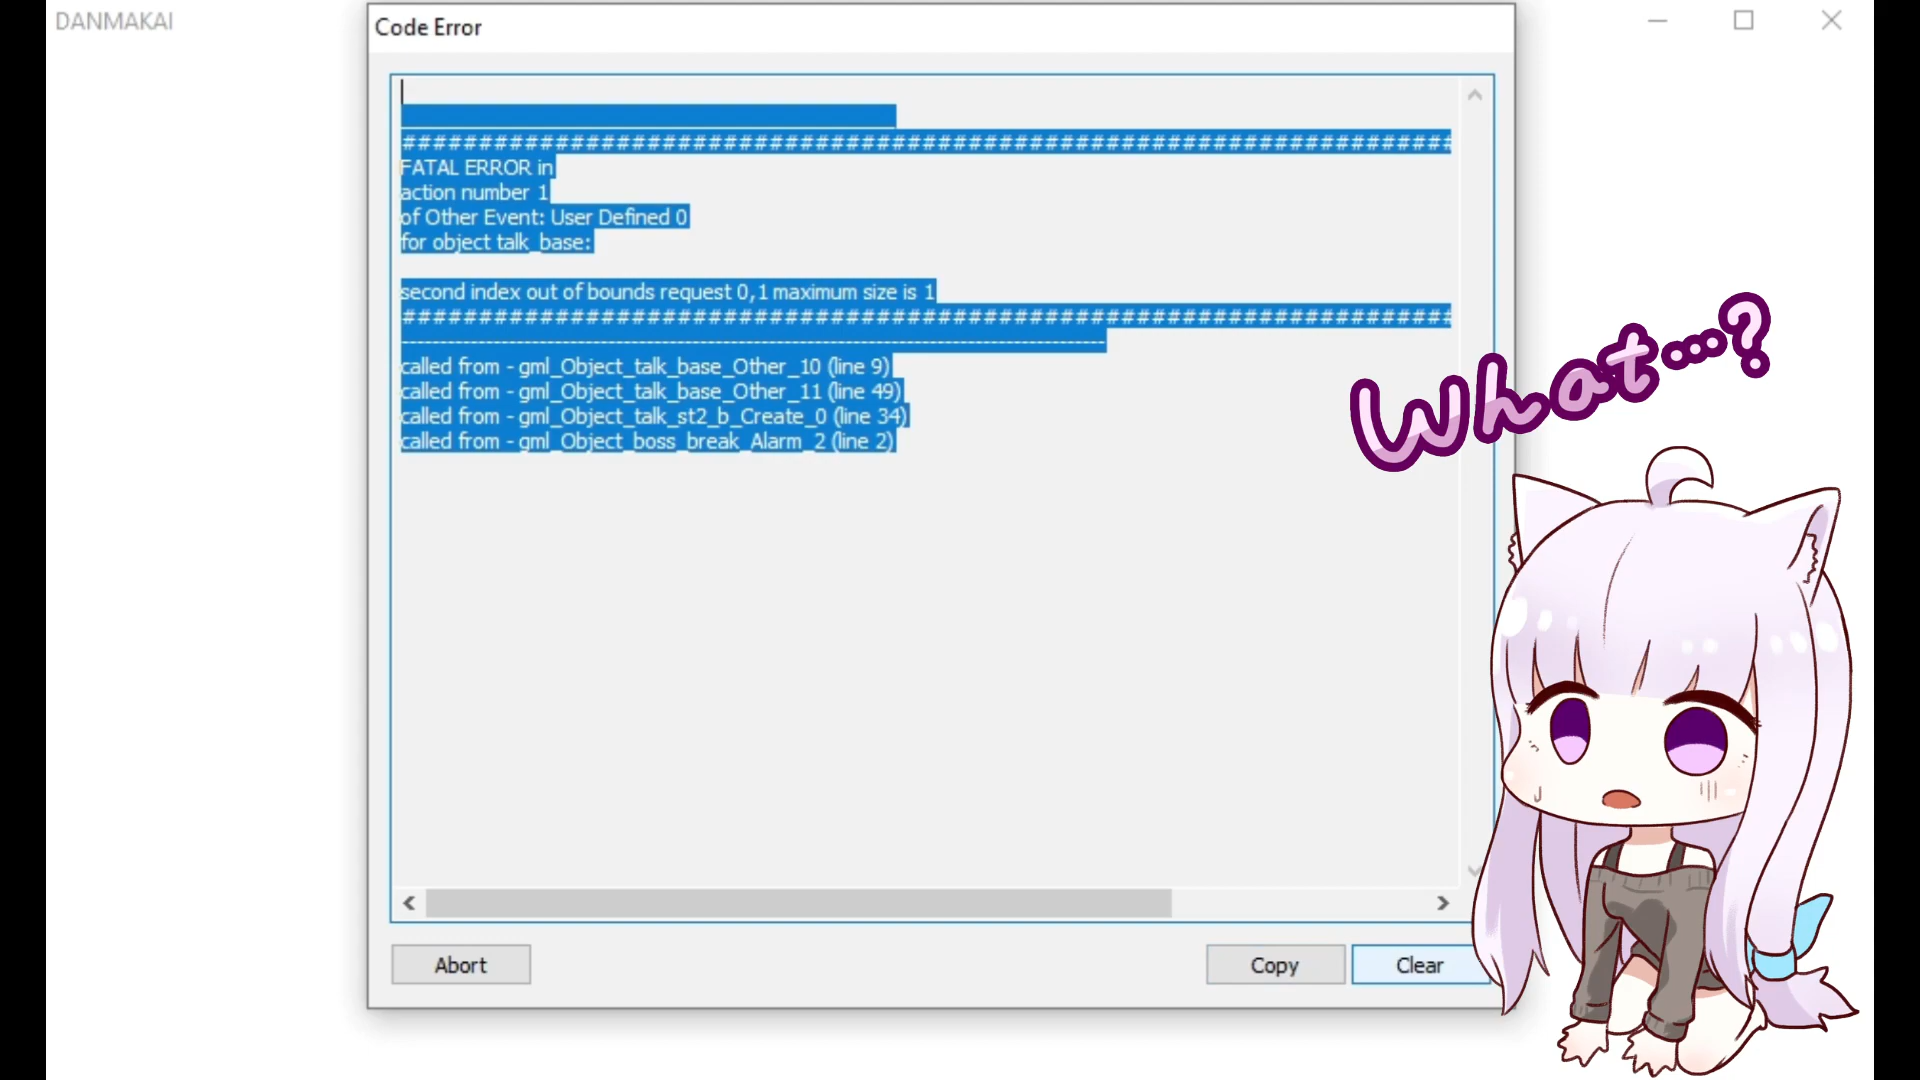 DANMAKAI
Code Error
##################################################################### 
FATAL ERROR in
action number 1
of Other Event: User Defined 0
for object talk_base:
second index out of bounds request 0,1 maximum size is 1
#####################################################################
--------------------------------------------------------------------------------------------
called from - gml_Object_talk_base_Other_10 (line 9)
called from - gml_Object_talk_base_Other_11 (line 49)
called from - gml_Object_talk_st2_b_Create_0 (line 34)
called from - gml_Object_boss_break_Alarm_2 (line 2)
What...?
Abort
Copy
Clear